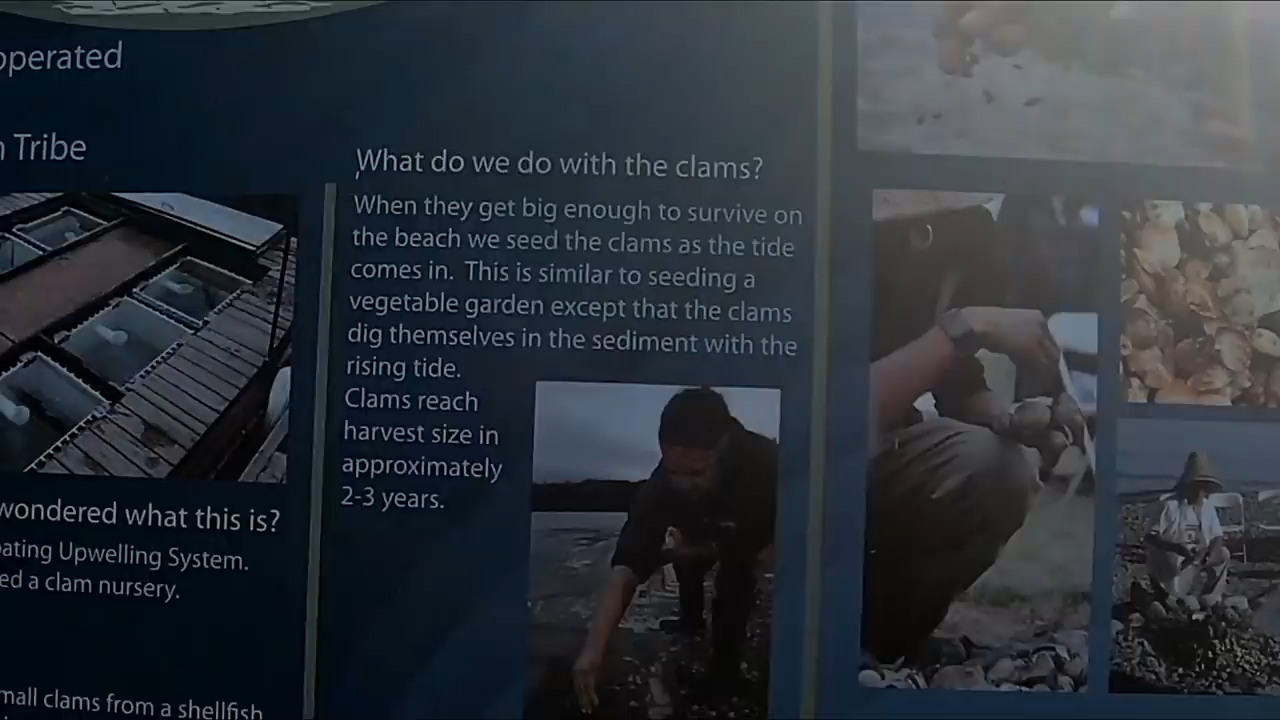 operated
Tribe
What do we do with the clams?
When they get big enough to survive on
the beach we seed the clams as the tide
comes in. This is similar to seeding a
vegetable garden except that the clams
dig themselves in the sediment with the
rising tide.
Clams reach
harvest size in
approximately
2-3 years.
wondered what this is?
Upwelling System.
a clam nursery.
clams from a shellfish